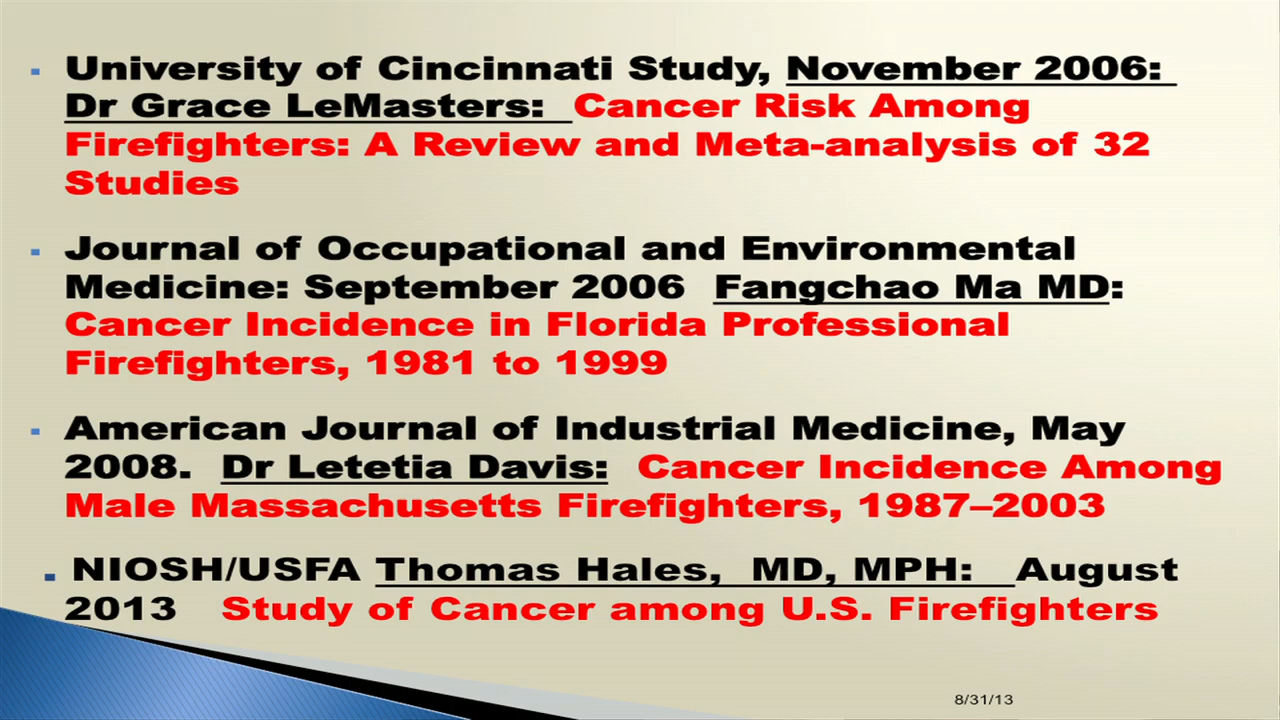 University of Cincinnati Study, November 2006:
Dr Grace LeMasters: Cancer Risk Among
Firefighters: A Review and Meta-analysis of 32
Studies
Journal of Occupational and Environmental
Medicine: September 2006 Fangchao Ma MD:
Cancer Incidence in Florida Professional
Firefighters, 1981 to 1999
American Journal of Industrial Medicine, May
2008. Dr Letetia Davis: Cancer Incidence Among
Male Massachusetts Firefighters, 1987–2003
NIOSH/USFA Thomas Hales, MD, MPH: August
2013 Study of Cancer among U.S. Firefighters
8/31/13